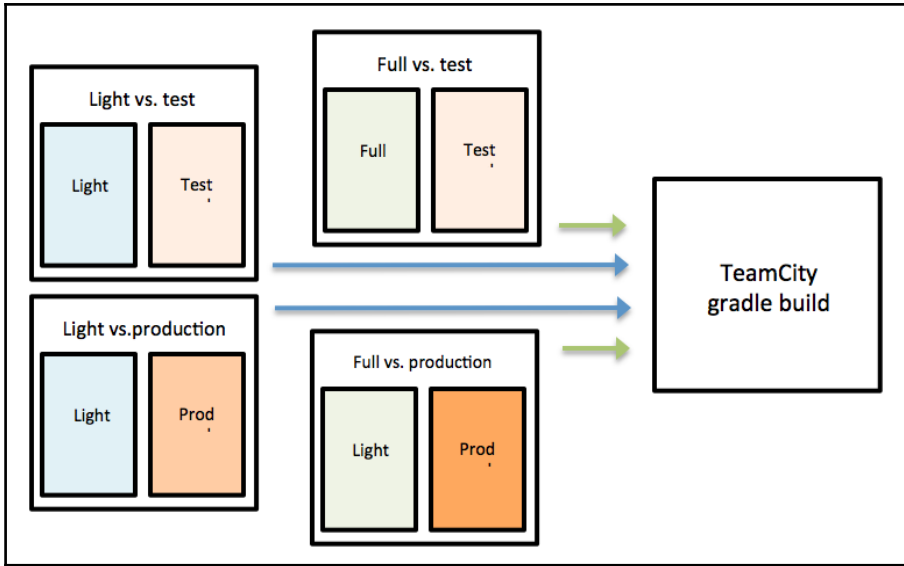 Light vs. test
Light
Test
Full vs. test
Full
Test
Light vs.production
Light
Prod
Full vs. production
Light
Prod
TeamCity
gradle build